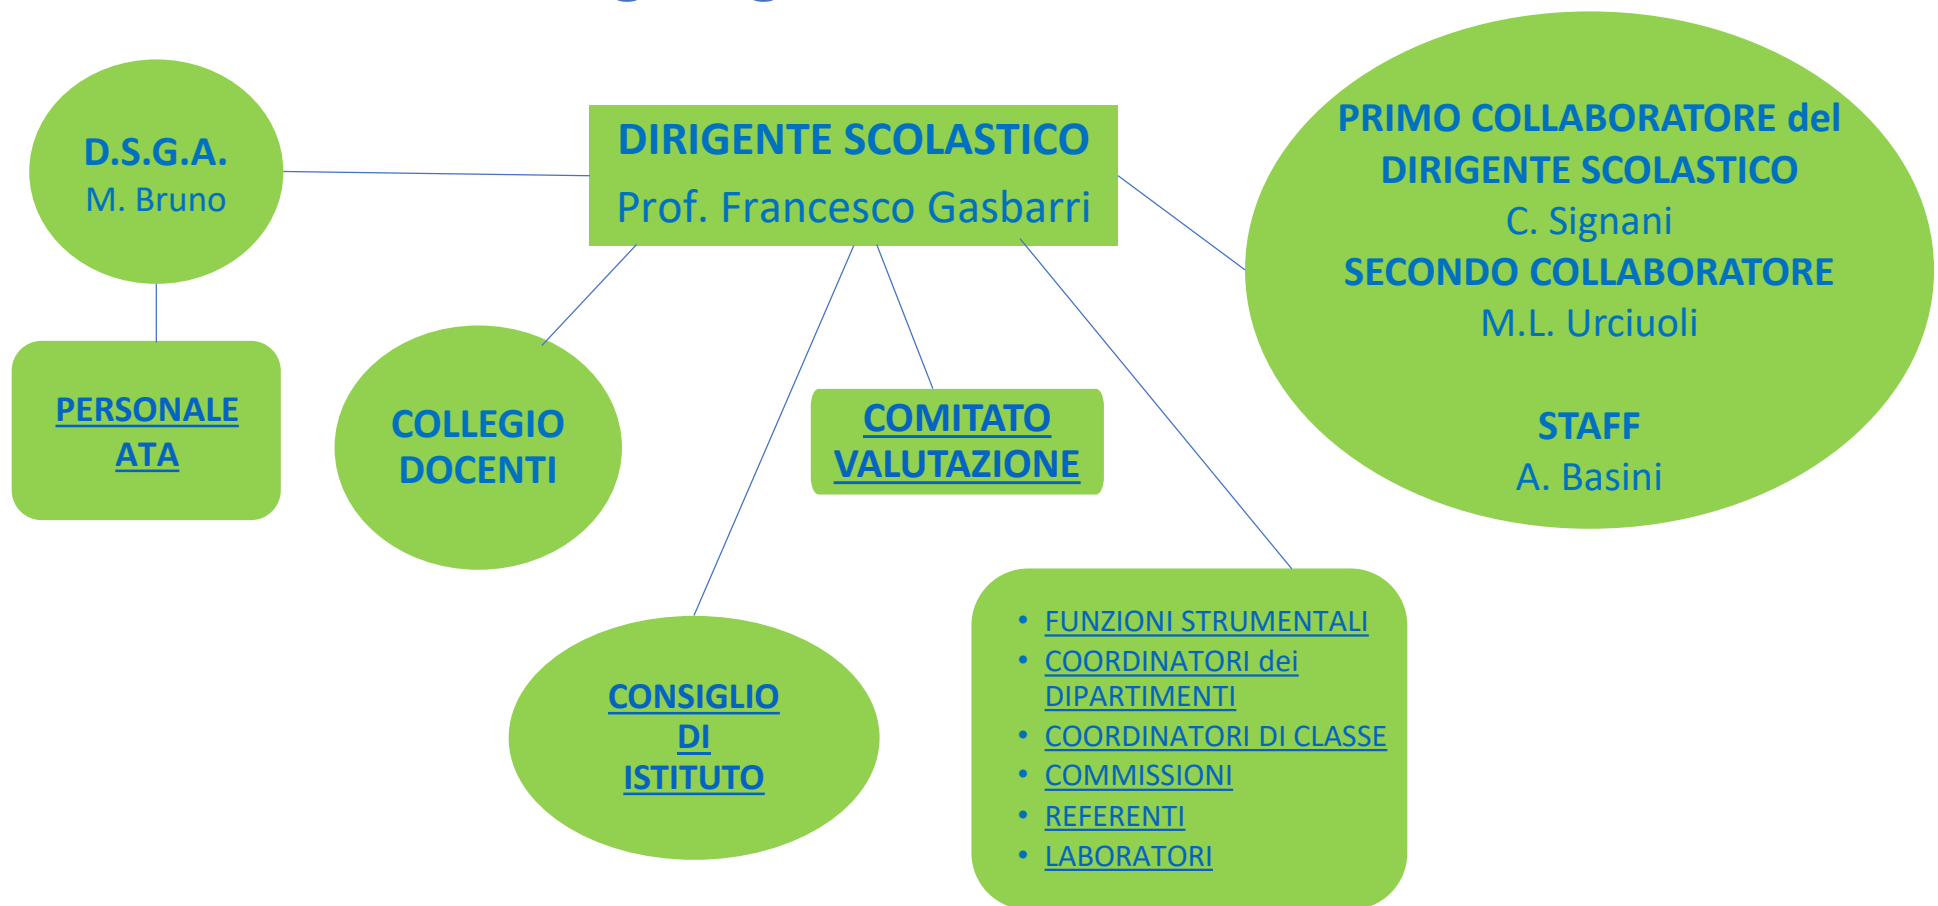 D.S.G.A.
M. Bruno
DIRIGENTE SCOLASTICO
Prof. Francesco Gasbarri
PRIMO COLLABORATORE del
DIRIGENTE SCOLASTICO
C. Signani
SECONDO COLLABORATORE
M.L. Urciuoli
STAFF
A. Basini
PERSONALE
ATA
COLLEGIO
DOCENTI
COMITATO
VALUTAZIONE
CONSIGLIO
DI
ISTITUTO
• FUNZIONI STRUMENTALI
• COORDINATORI dei
DIPARTIMENTI
• COORDINATORI DI CLASSE
• COMMISSIONI
• REFERENTI
• LABORATORI